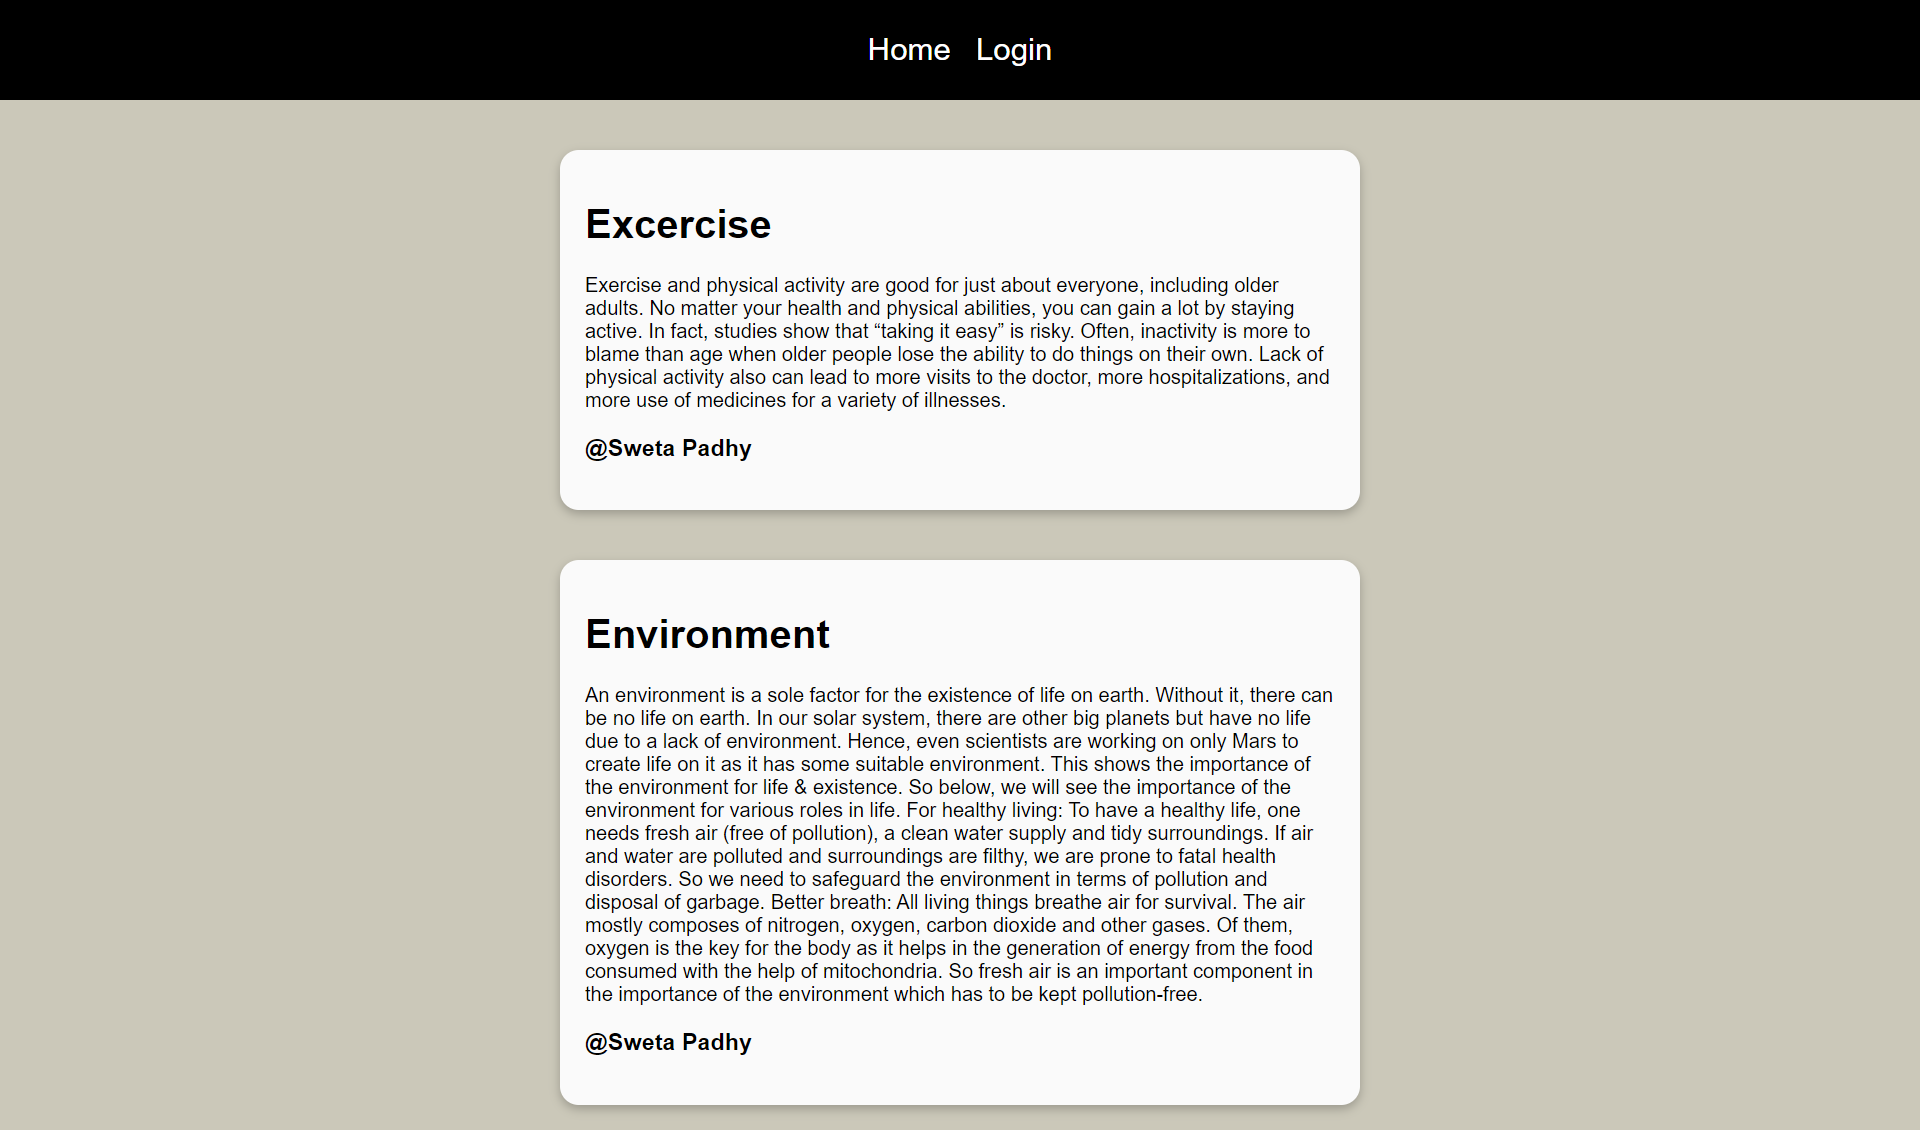 Home Login
Excercise
Exercise and physical activity are good for just about everyone, including older
adults. No matter your health and physical abilities, you can gain a lot by staying
active. In fact, studies show that “taking it easy” is risky. Often, inactivity is more to
blame than age when older people lose the ability to do things on their own. Lack of
physical activity also can lead to more visits to the doctor, more hospitalizations, and
more use of medicines for a variety of illnesses.
@Sweta Padhy
Environment
An environment is a sole factor for the existence of life on earth. Without it, there can
be no life on earth. In our solar system, there are other big planets but have no life
due to a lack of environment. Hence, even scientists are working on only Mars to
create life on it as it has some suitable environment. This shows the importance of
the environment for life & existence. So below, we will see the importance of the
environment for various roles in life. For healthy living: To have a healthy life, one
needs fresh air (free of pollution), a clean water supply and tidy surroundings. If air
and water are polluted and surroundings are filthy, we are prone to fatal health
disorders. So we need to safeguard the environment in terms of pollution and
disposal of garbage. Better breath: All living things breathe air for survival. The air
mostly composes of nitrogen, oxygen, carbon dioxide and other gases. Of them,
oxygen is the key for the body as it helps in the generation of energy from the food
consumed with the help of mitochondria. So fresh air is an important component in
the importance of the environment which has to be kept pollution-free.
@Sweta Padhy